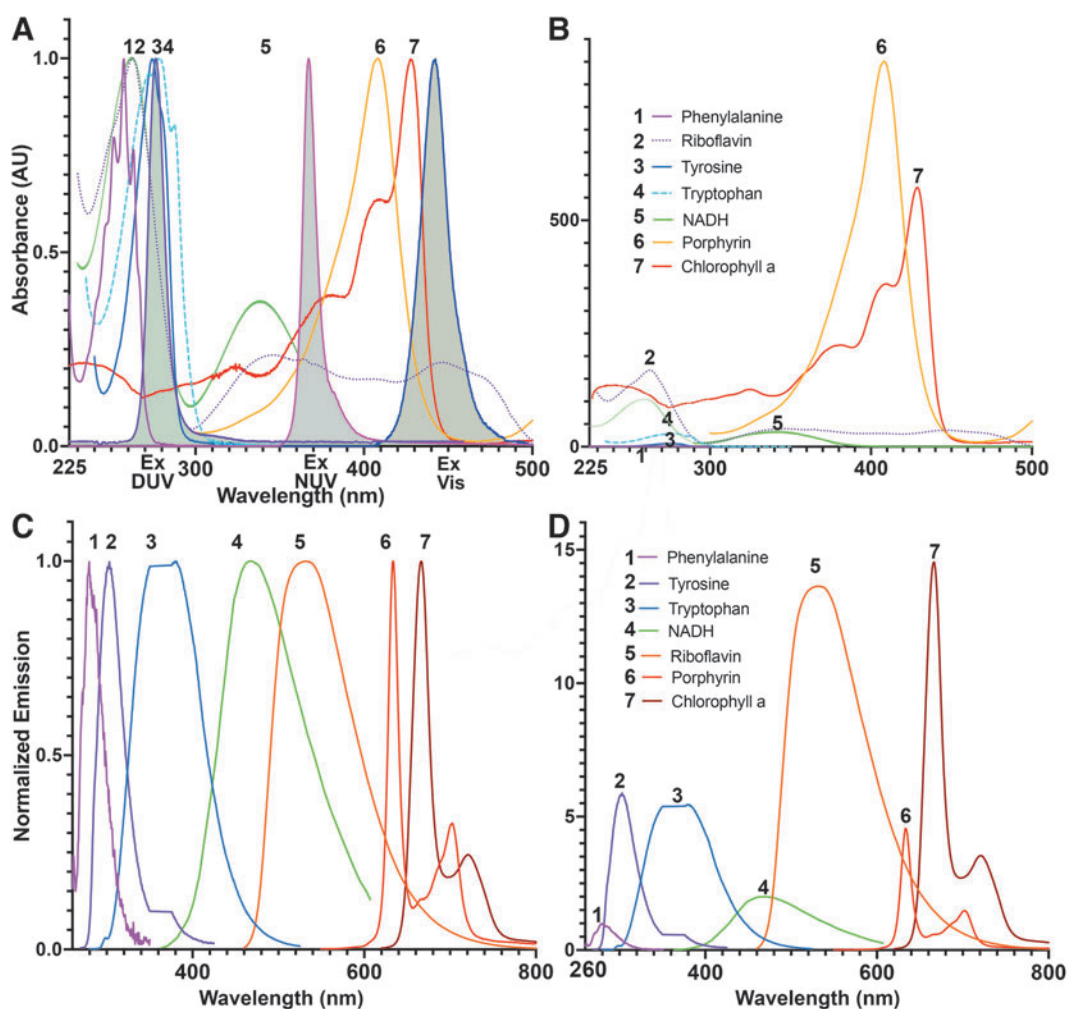 A
12
34
5
6
7
1.0
0.5
0.0
Absorbance (AU)
225
300
400
500
Ex
DUV
Ex
NUV
Ex
Vis
Wavelength (nm)
B
6
7
2
4
3
1
5
1 Phenylalanine
2 Riboflavin
3 Tyrosine
4 Tryptophan
5 NADH
6 Porphyrin
7 Chlorophyll a
500
0
225
300
400
500
Wavelength (nm)
C
1
2
3
4
5
6
7
1.0
0.5
0.0
Normalized Emission
400
600
800
Wavelength (nm)
D
1 Phenylalanine
2 Tyrosine
3 Tryptophan
4 NADH
5 Riboflavin
6 Porphyrin
7 Chlorophyll a
1
2
3
4
5
6
7
15
10
5
0
260
400
600
800
Wavelength (nm)